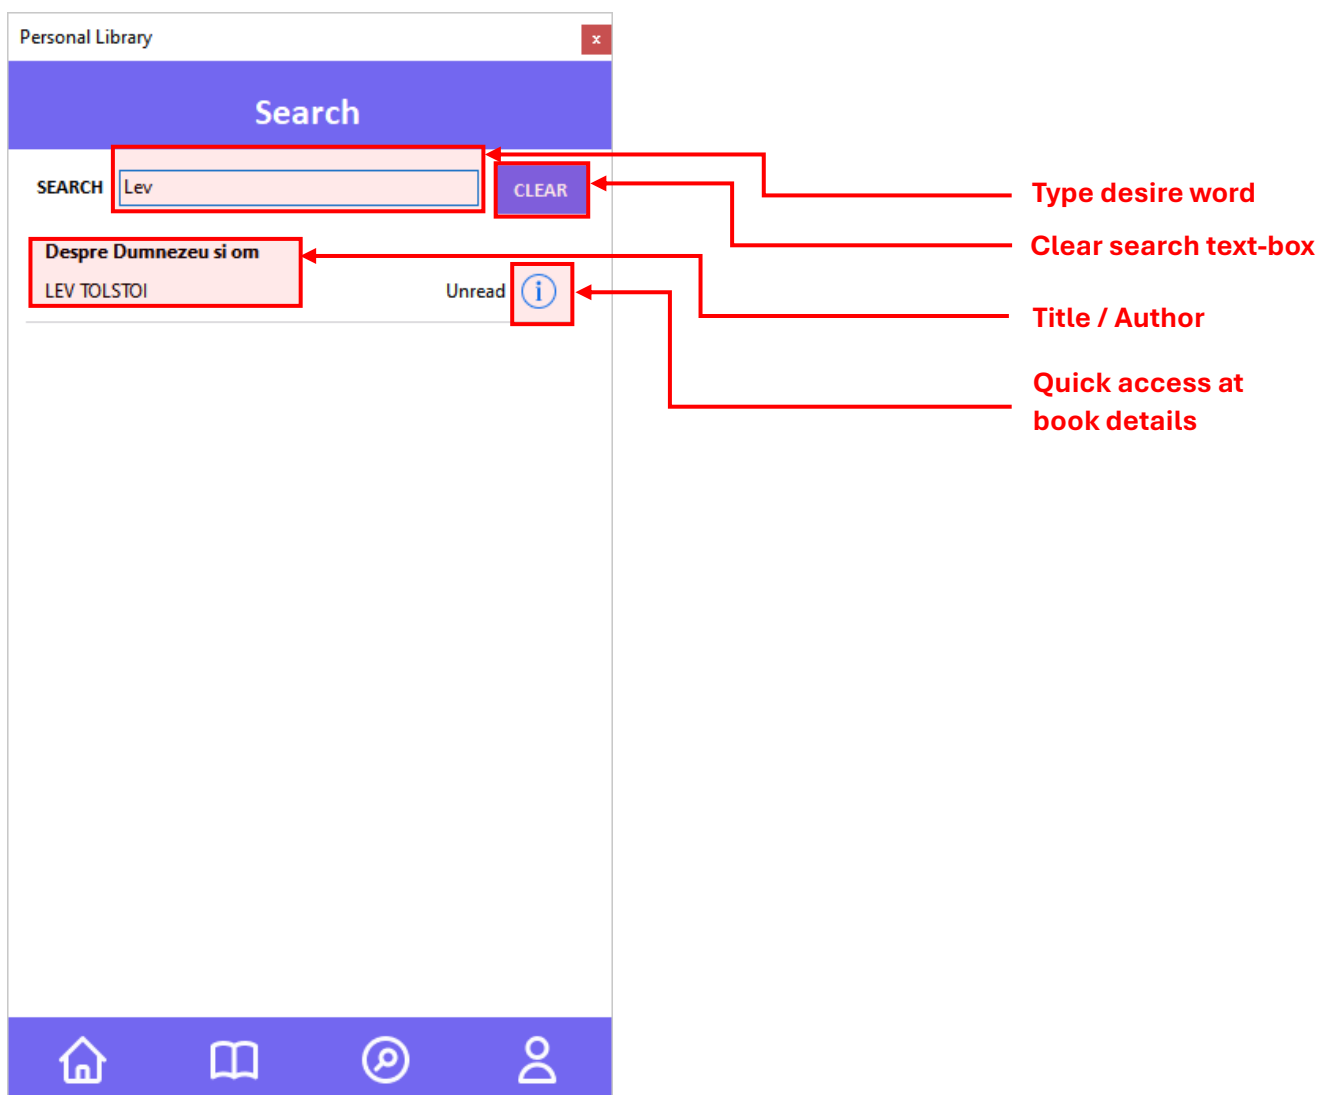 Personal Library
x
Search
SEARCH Lev CLEAR
Type desire word
Clear search text-box
Despre Dumnezeu si om
LEV TOLSTOI
Unread i
Title / Author
Quick access at
book details